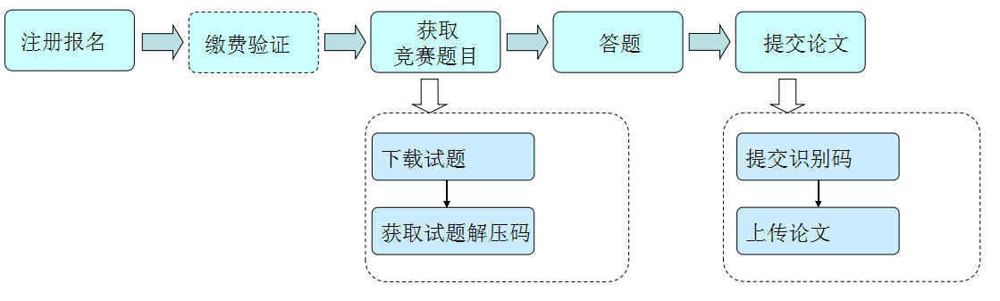 注册报名
缴费验证
获取
竞赛题目
答题
提交论文
下载试题
获取试题解压码
提交识别码
上传论文